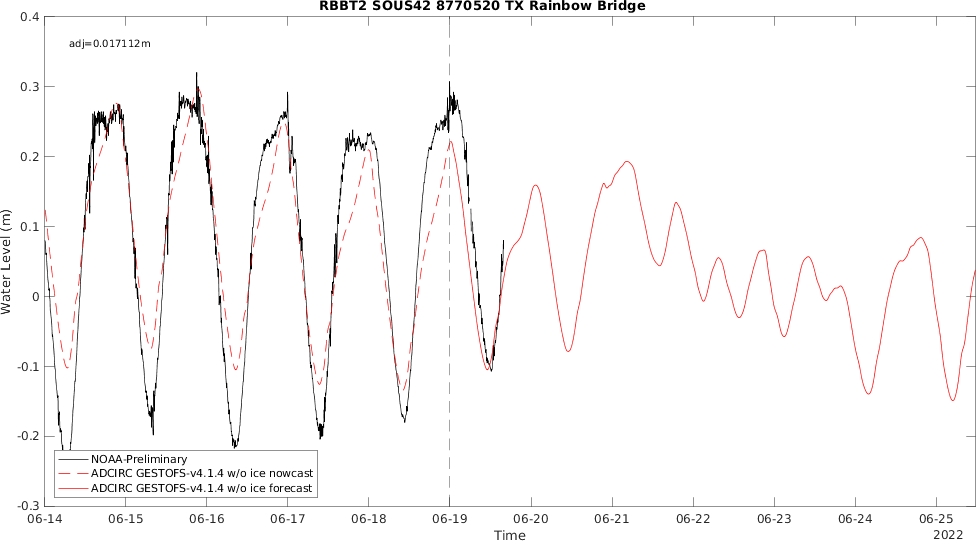 RBBT2 SOUS42 8770520 TX Rainbow Bridge
adj=0.017112m
Water Level (m)
0.4
0.3
0.2
0.1
0
-0.1
-0.2
-0.3
NOAA-Preliminary
ADCIRC GESTOFS-v4.1.4 w/o ice nowcast
ADCIRC GESTOFS-v4.1.4 w/o ice forecast
06-14 06-15 06-16 06-17 06-18 06-19 06-20 06-21 06-22 06-23 06-24 06-25
Time
2022